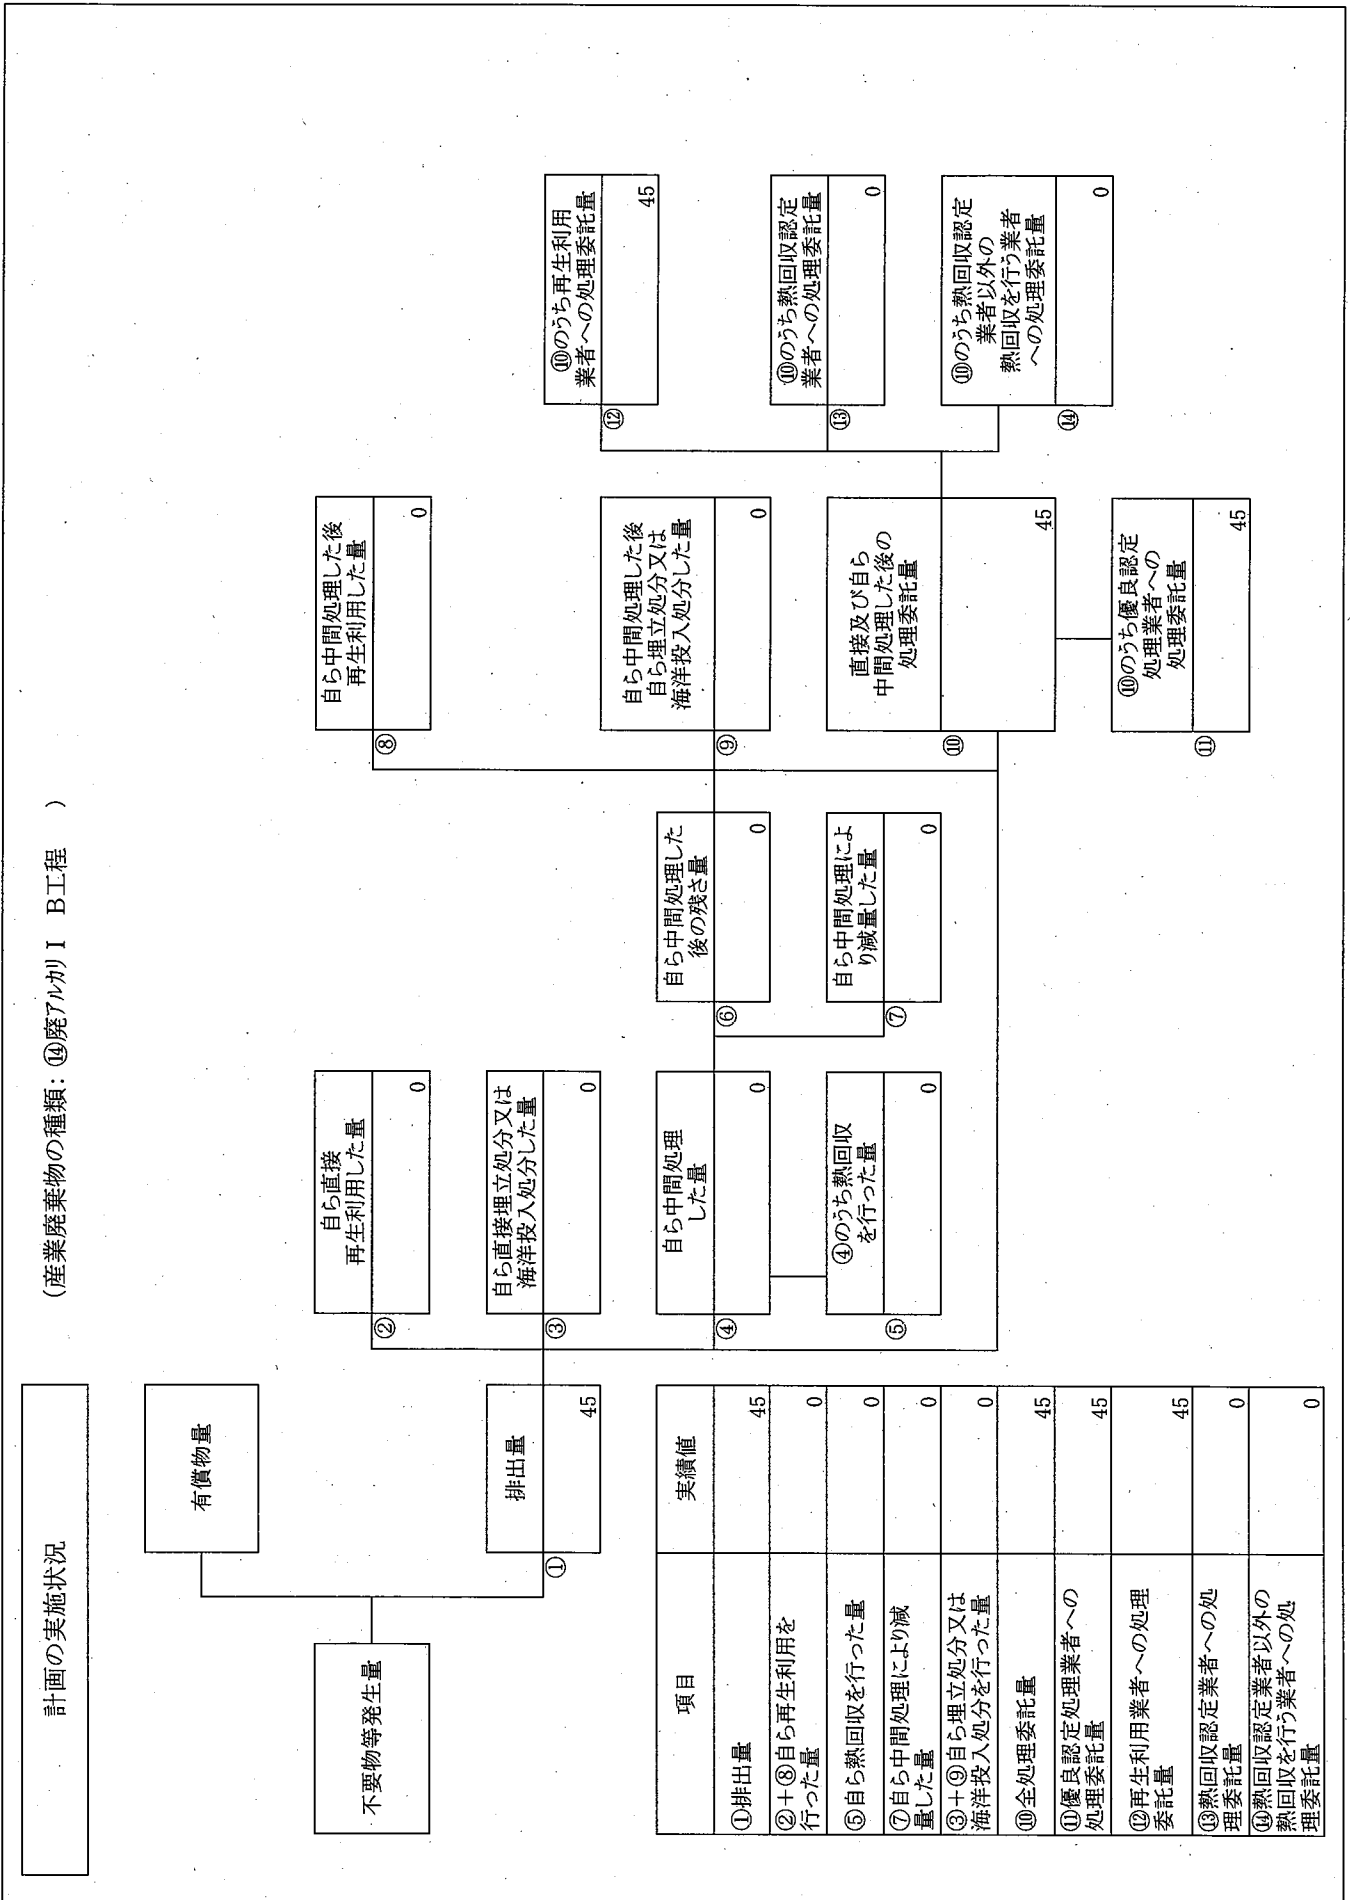 計画の実施状況
(産業廃棄物の種類：⑭廃アルカリⅠ　B工程　)
不要物等発生量
有償物量
①
排出量
45
②
自ら直接
再生利用した量
0
③
自ら直接埋立処分又は
海洋投入処分した量
0
④
自ら中間処理
した量
0
⑤
④のうち熱回収
を行った量
0
⑥
自ら中間処理した
後の残さ量
0
⑦
自ら中間処理によ
り減量した量
0
⑧
自ら中間処理した後
再生利用した量
0
⑨
自ら中間処理した後
自ら埋立処分又は
海洋投入処分した量
0
⑩
直接及び自ら
中間処理した後の
処理委託量
45
⑪
⑩のうち優良認定
処理業者への
処理委託量
45
⑫
⑩のうち再生利用
業者への処理委託量
45
⑬
⑩のうち熱回収認定
業者への処理委託量
0
⑭
⑩のうち熱回収認定
業者以外の
熱回収を行う業者
への処理委託量
0
項目　実績値
①排出量　45
②＋⑧自ら再生利用を
行った量　0
⑤自ら熱回収を行った量　0
⑦自ら中間処理により減
量した量　0
③＋⑨自ら埋立処分又は
海洋投入処分を行った量　0
⑩全処理委託量　45
⑪優良認定処理業者への
処理委託量　45
⑫再生利用業者への処理
委託量　45
⑬熱回収認定業者への処
理委託量　0
⑭熱回収認定業者以外の
熱回収を行う業者への処
理委託量　0